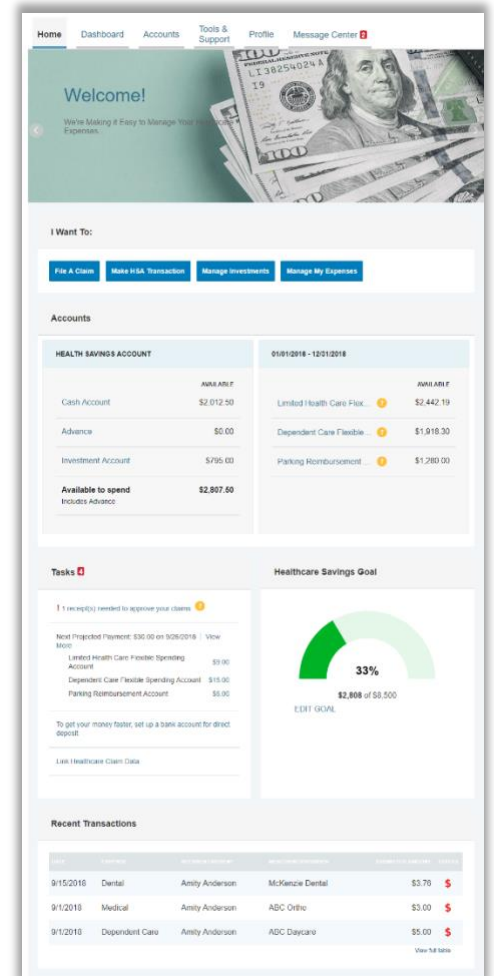 Home Dashboard Accounts Tools & Support Profile Message Center 2
Welcome!
We're Making it Easy to Manage Your Healthcare
Expenses.
LI38254024A
I9
100
I Want To:
File A Claim Make HSA Transaction Manage Investments Manage My Expenses
Accounts
HEALTH SAVINGS ACCOUNT
AVAILABLE
Cash Account $2,012.50
Advance $0.00
Investment Account $795.00
Available to spend $2,807.50
Includes Advance
01/01/2018 - 12/31/2018
AVAILABLE
Limited Health Care Flex... ? $2,442.19
Dependent Care Flexible ... ? $1,918.30
Parking Reimbursement ... ? $1,280.00
Tasks 4
! 1 receipt(s) needed to approve your claims ?
Next Projected Payment: $30.00 on 9/26/2018 | View
More
Limited Health Care Flexible Spending
Account $9.00
Dependent Care Flexible Spending Account $15.00
Parking Reimbursement Account
To get your money faster, set up a bank account for direct
deposit
Link Healthcare Claim Data
Healthcare Savings Goal
33%
$2,808 of $8,500
EDIT GOAL
Recent Transactions
DATE
9/15/2018 Dental Amity Anderson McKenzie Dental $3.76 $
9/1/2018 Medical Amity Anderson ABC Ortho $3.00 $
9/1/2018 Dependent Care Amity Anderson ABC Daycare $5.00 $
View full table